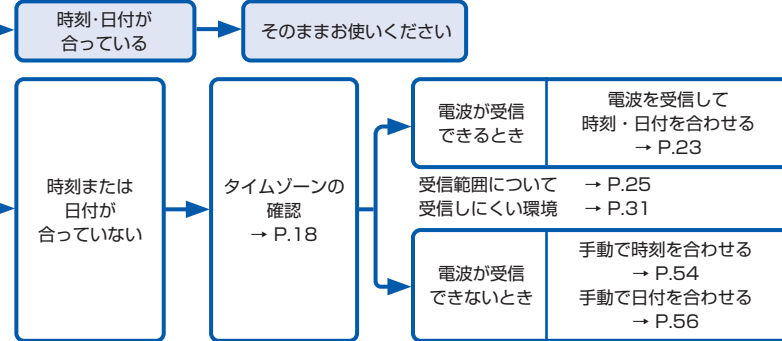 時刻・日付が
合っている
そのままお使いください
時刻または
日付が
合っていない
タイムゾーンの
確認
→ P.18
電波が受信
できるとき
電波を受信して
時刻・日付を合わせる
→ P.23
受信範囲について → P.25
受信しにくい環境 → P.31
電波が受信
できないとき
手動で時刻を合わせる
→ P.54
手動で日付を合わせる
→ P.56